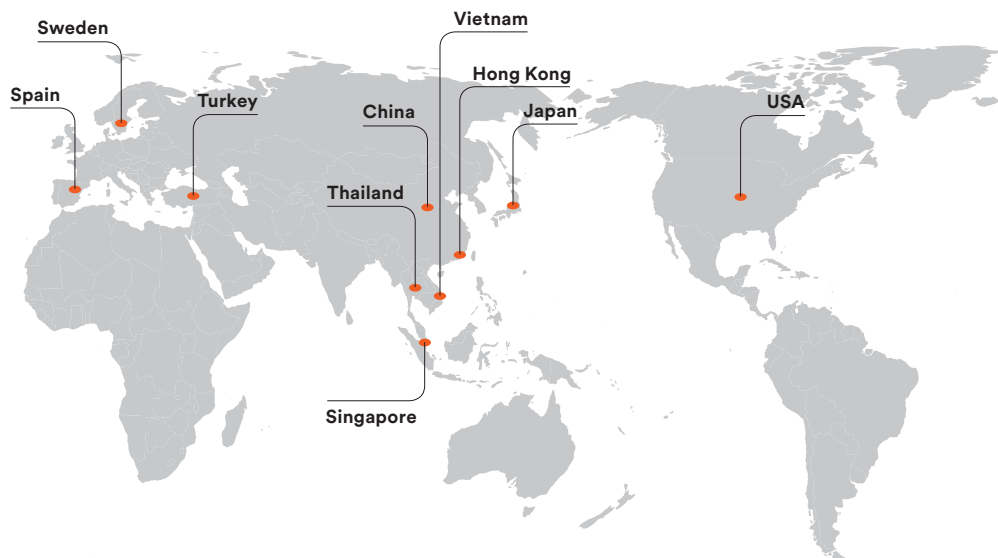 Vietnam
Sweden
Hong Kong
Spain
Turkey
USA
China
Japan
Thailand
Singapore